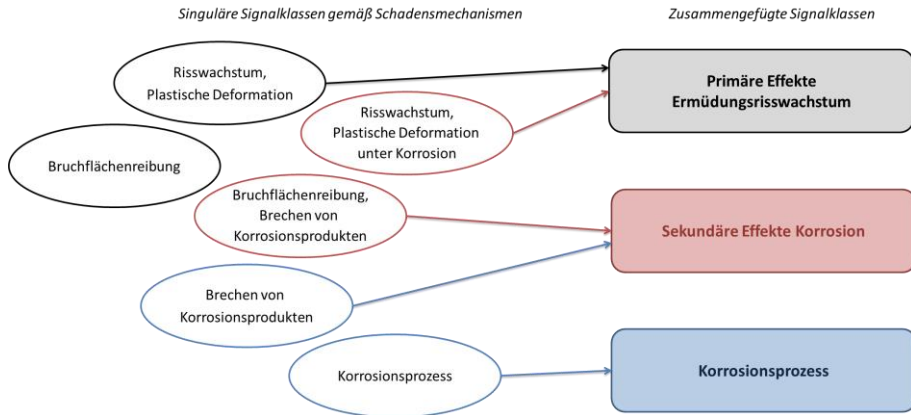 Singuläre Signalklassen gemäß Schadensmechanismen
Zusammengefügte Signalklassen
Risswachstum,
Plastische Deformation
Primäre Effekte
Ermüdungsrisswachstum
Risswachstum,
Plastische Deformation
unter Korrosion
Bruchflächenreibung
Bruchflächenreibung,
Brechen von
Korrosionsprodukten
Sekundäre Effekte Korrosion
Brechen von
Korrosionsprodukten
Korrosionsprozess
Korrosionsprozess